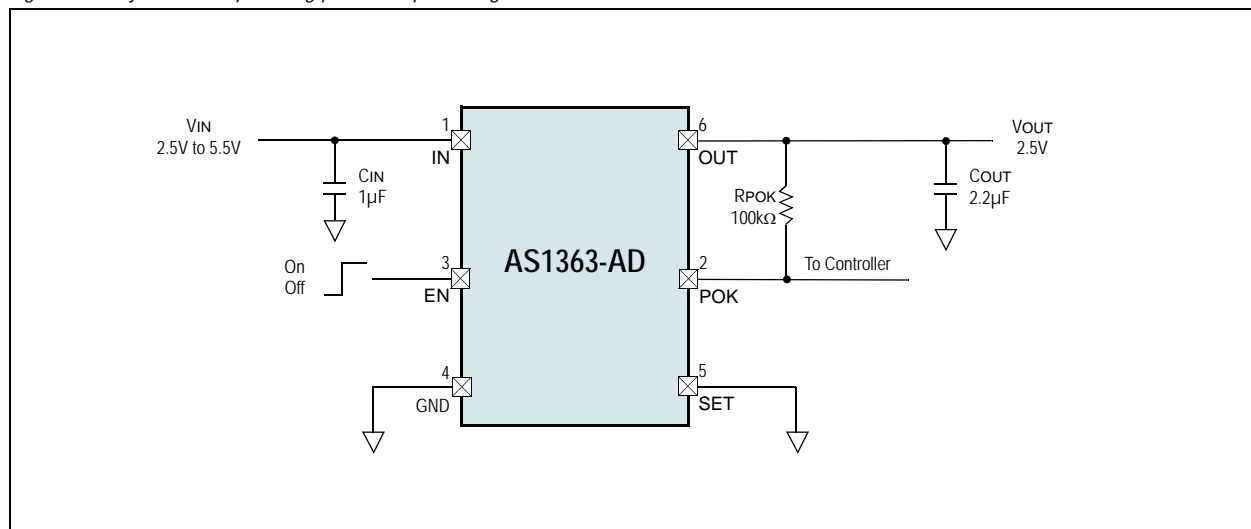 VIN
2.5V to 5.5V
1
IN
CIN
1µF
On
Off
3
EN
4
GND
AS1363-AD
6
OUT
VOUT
2.5V
RPOK
100kΩ
COUT
2.2µF
2
POK
To Controller
5
SET